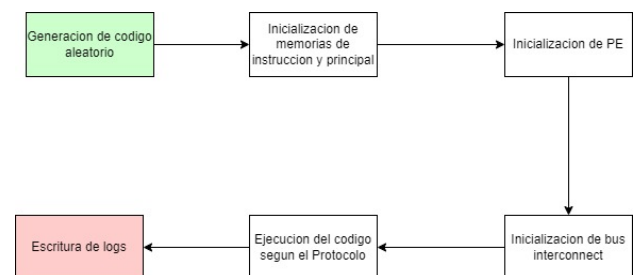 Generacion de codigo
aleatorio
Inicializacion de
memorias de
instruccion y principal
Inicializacion de PE
Inicializacion de bus
interconnect
Ejecucion del codigo
segun el Protocolo
Escritura de logs